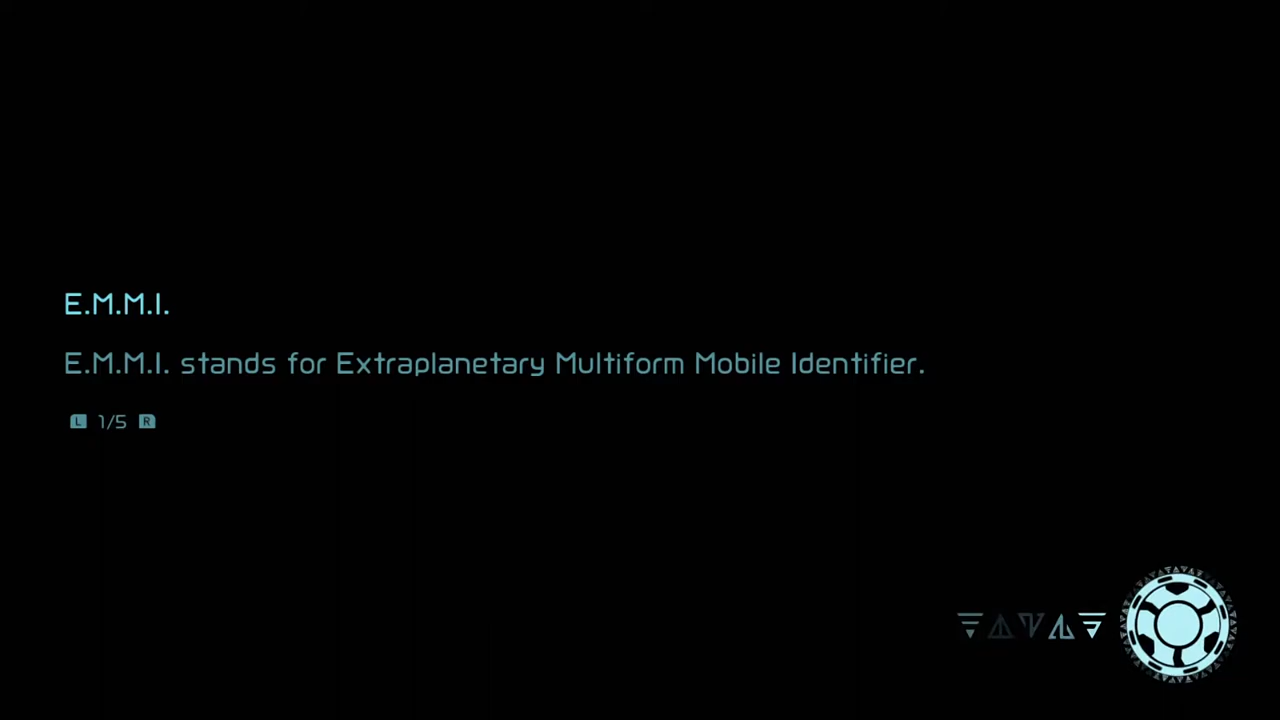 E.M.M.I.
E.M.M.I. stands for Extraplanetary Multiform Mobile Identifier.
L 1/5 R